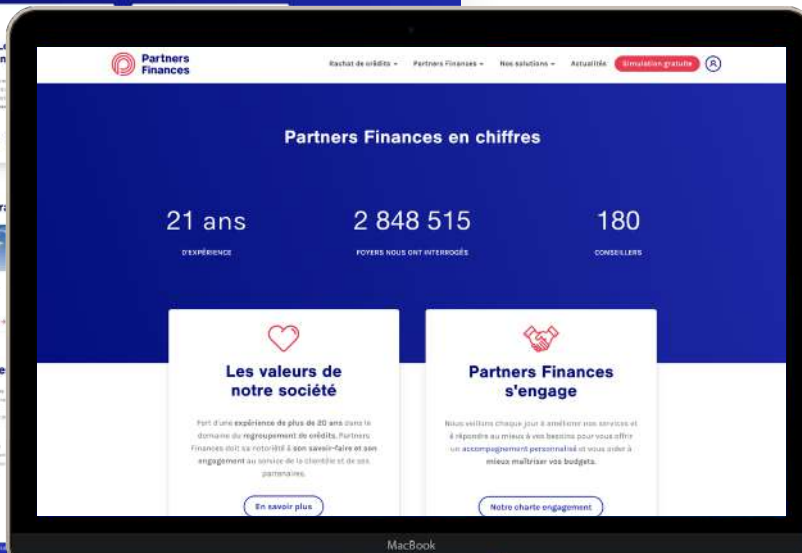 Partners
Finances
Rachat de crédits
Partners Finances
Nos solutions
Actualités
Simulation gratuite
Partners Finances en chiffres
21 ans
2 848 515
180
D'EXPÉRIENCE
FOYERS NOUS ONT INTERROGÉS
CONSEILLERS
Les valeurs de
notre société
Fort d'une expérience de plus de 20 ans dans le
domaine du regroupement de crédits, Partners
Finances doit sa notoriété à son savoir-faire et son
engagement au service de la clientèle et de ses
partenaires.
En savoir plus
Partners Finances
s'engage
Nous veillons chaque jour à améliorer nos services et
à répondre au mieux à vos besoins pour vous offrir
un accompagnement personnalisé et vous aider à
mieux maîtriser vos budgets.
Notre charte engagement
MacBook